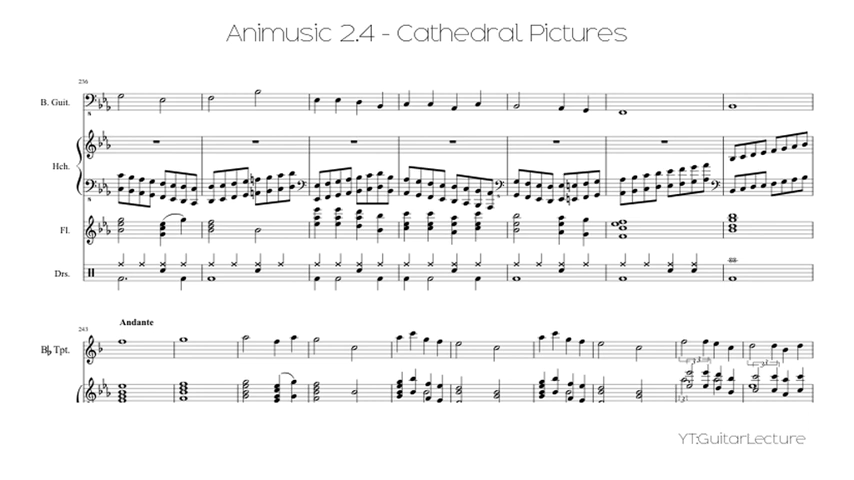 Animusic 2.4 - Cathedral Pictures
236
B. Guit.
Hch.
Fl.
Drs.
243
Andante
B♭ Tpt.
YT:GuitarLecture